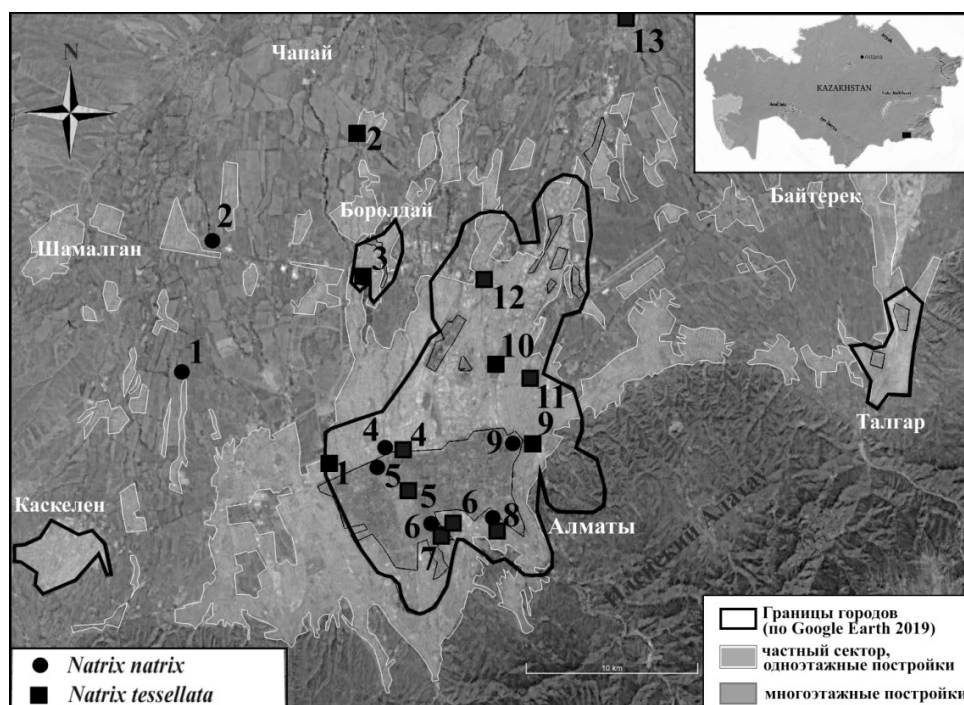 13
N
Чапай
Astana
KAZAKHSTAN
2
Байтерек
Боролдай
2
Шамалган
3
12
1
10
11
Талгар
4
4
9
9
1
5
5
6
6
8
7
Каскелен
Алматы
Границы городов
(по Google Earth 2019)
частный сектор,
одноэтажные постройки
многоэтажные постройки
10 km
Natrix natrix
Natrix tessellata